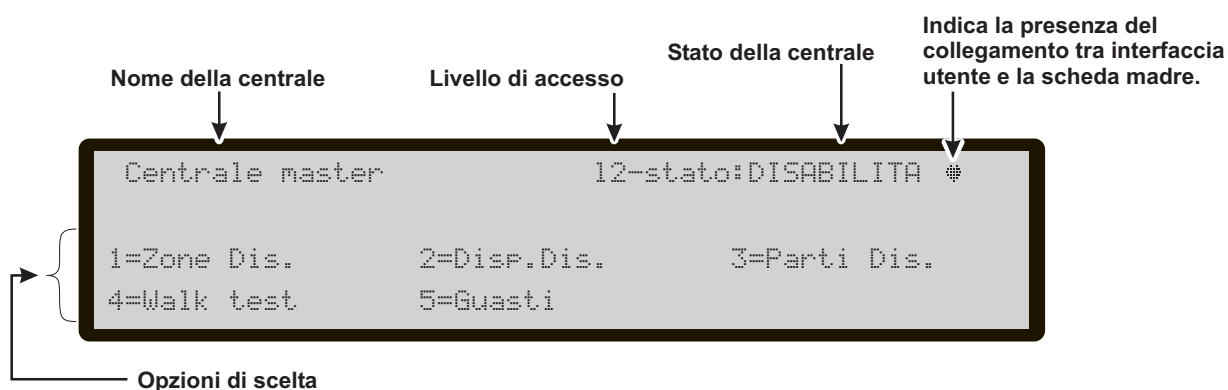 Indica la presenza del
collegamento tra interfaccia
utente e la scheda madre.
Stato della centrale
Nome della centrale
Livello di accesso
Centrale master l2-stato:DISABILITA
1=Zone Dis. 2=Disp.Dis. 3=Parti Dis.
4=Walk test 5=Guasti
Opzioni di scelta